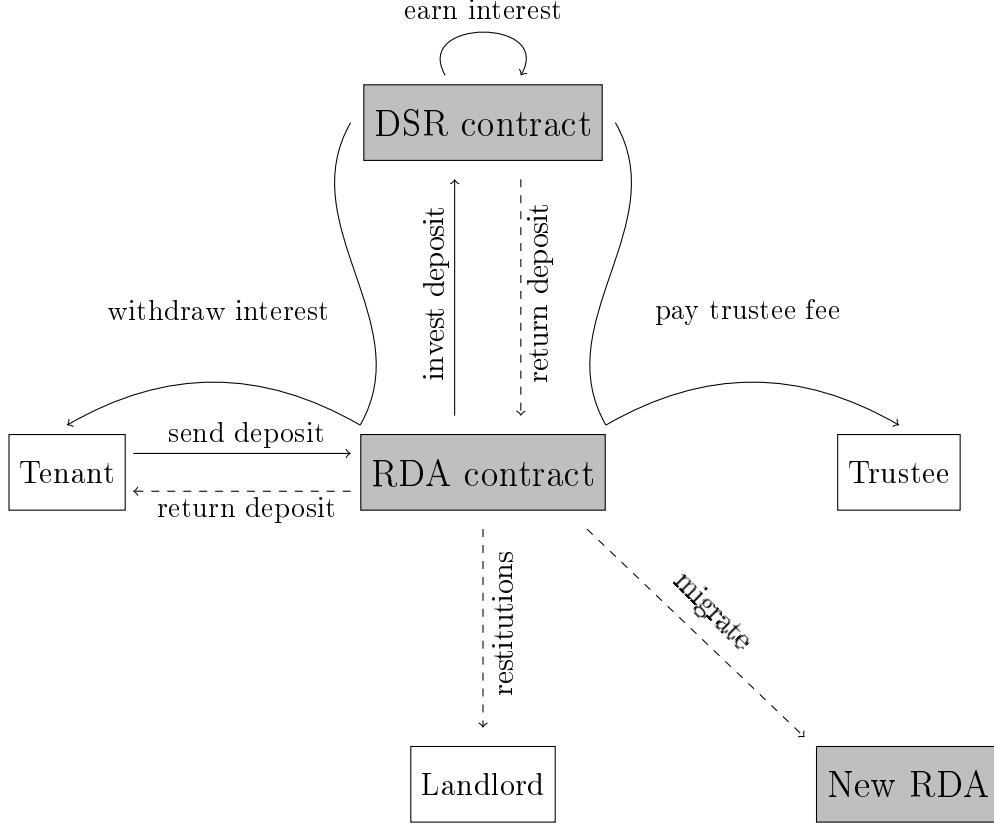 earn interest
DSR contract
invest deposit
return deposit
withdraw interest
pay trustee fee
send deposit
Tenant
RDA contract
Trustee
return deposit
restitutions
migrate
Landlord
New RDA